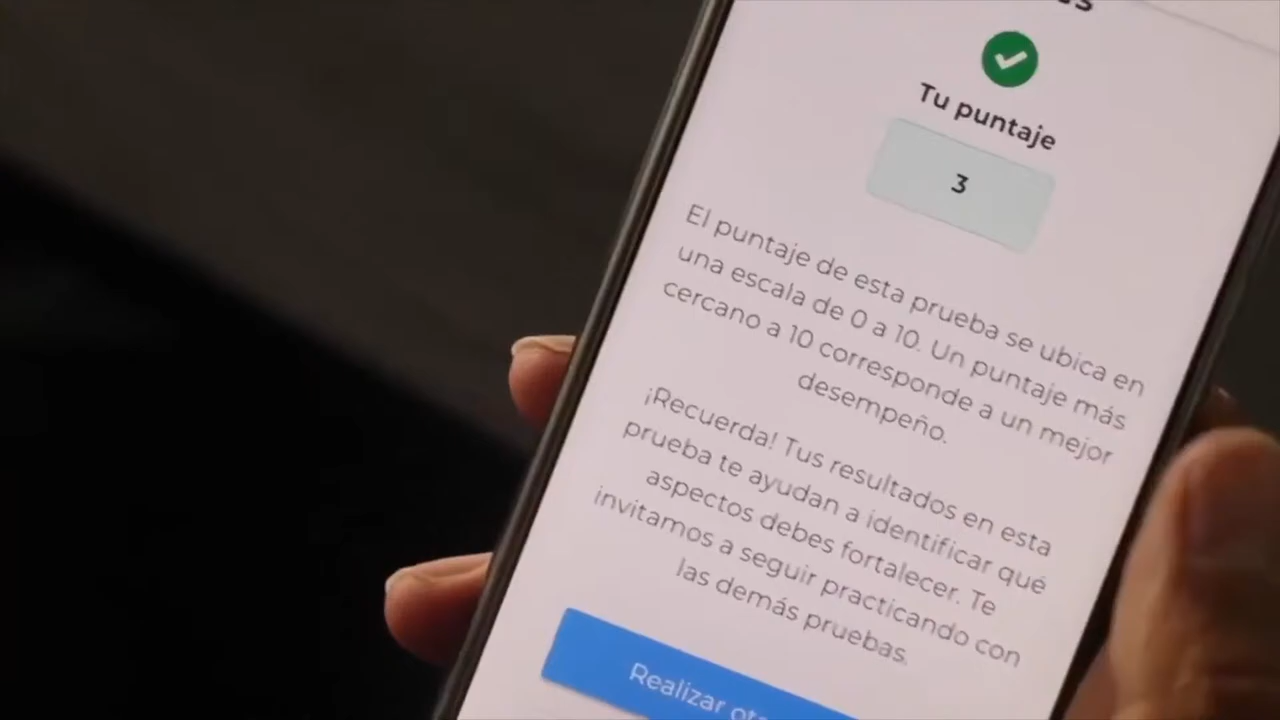 Tu puntaje
3
El puntaje de esta prueba se ubica en
una escala de 0 a 10. Un puntaje más
cercano a 10 corresponde a un mejor
desempeño.
¡Recuerda! Tus resultados en esta
prueba te ayudan a identificar qué
aspectos debes fortalecer. Te
invitamos a seguir practicando con
las demás pruebas.
Realizar